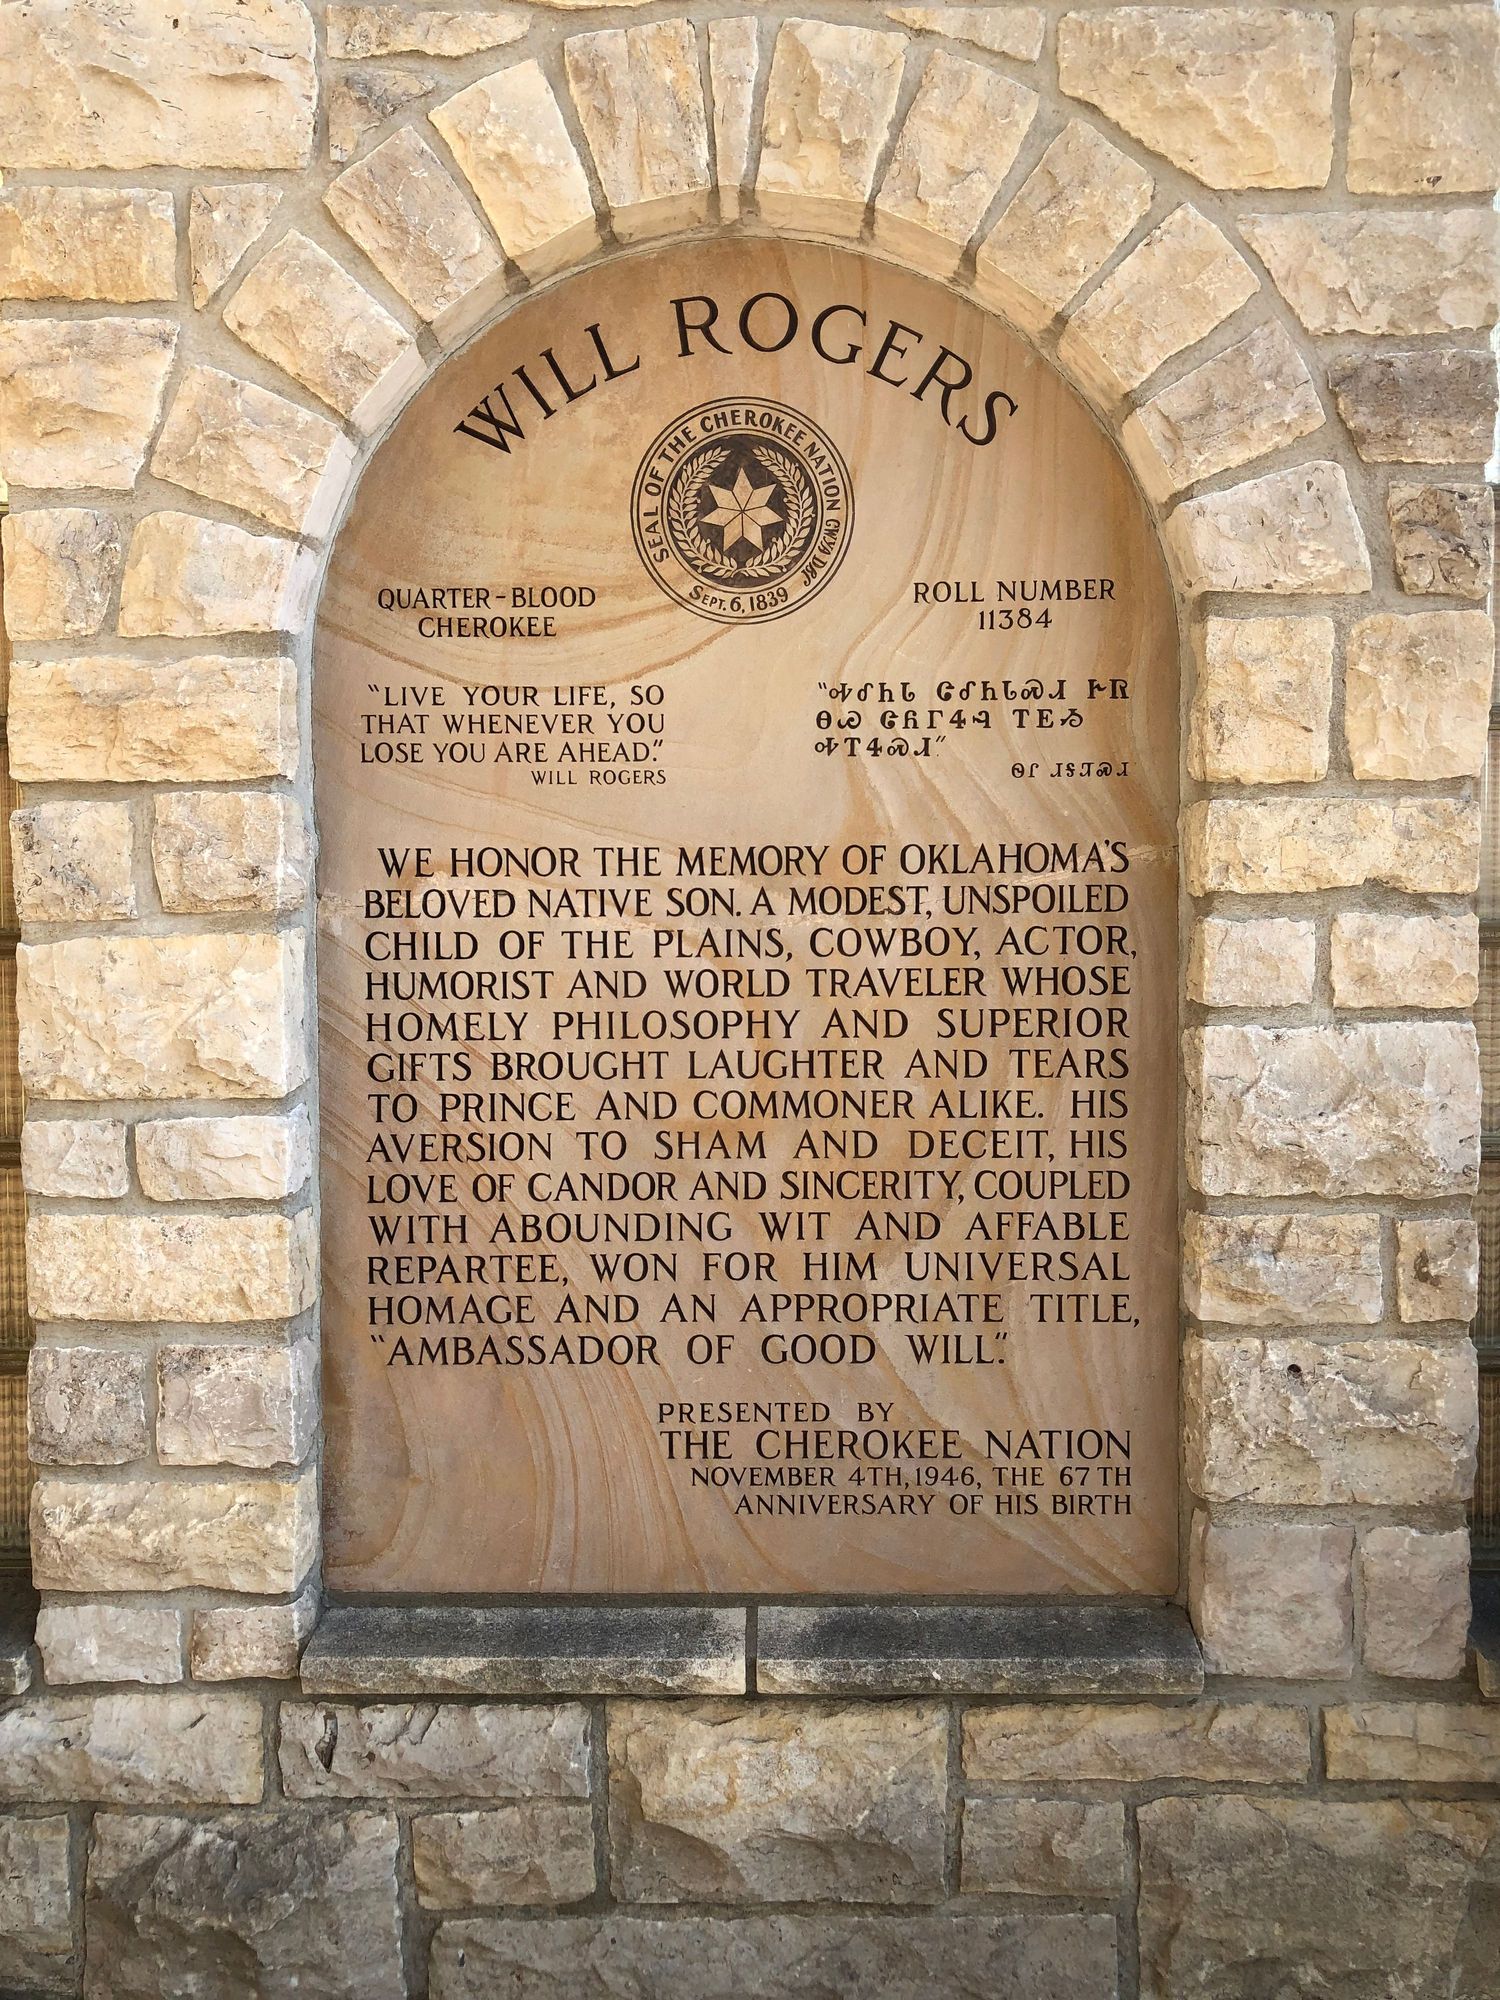 WILL ROGERS
SEAL OF THE CHEROKEE NATION ᏣᎳᎩᎯ ᎠᏰᎵ
SEPT. 6, 1839
QUARTER-BLOOD
CHEROKEE
ROLL NUMBER
11384
"LIVE YOUR LIFE, SO
THAT WHENEVER YOU
LOSE YOU ARE AHEAD."
WILL ROGERS
"ᎭᎴᏂᏓ
ᎾᏍ
ᎢᎬᏱ
WE HONOR THE MEMORY OF OKLAHOMA'S
BELOVED NATIVE SON. A MODEST, UNSPOILED
CHILD OF THE PLAINS, COWBOY, ACTOR,
HUMORIST AND WORLD TRAVELER WHOSE
HOMELY PHILOSOPHY AND SUPERIOR
GIFTS BROUGHT LAUGHTER AND TEARS
TO PRINCE AND COMMONER ALIKE. HIS
AVERSION TO SHAM AND DECEIT, HIS
LOVE OF CANDOR AND SINCERITY, COUPLED
WITH ABOUNDING WIT AND AFFABLE
REPARTEE, WON FOR HIM UNIVERSAL
HOMAGE AND AN APPROPRIATE TITLE,
"AMBASSADOR OF GOOD WILL."
PRESENTED BY
THE CHEROKEE NATION
NOVEMBER 4TH, 1946, THE 67TH
ANNIVERSARY OF HIS BIRTH